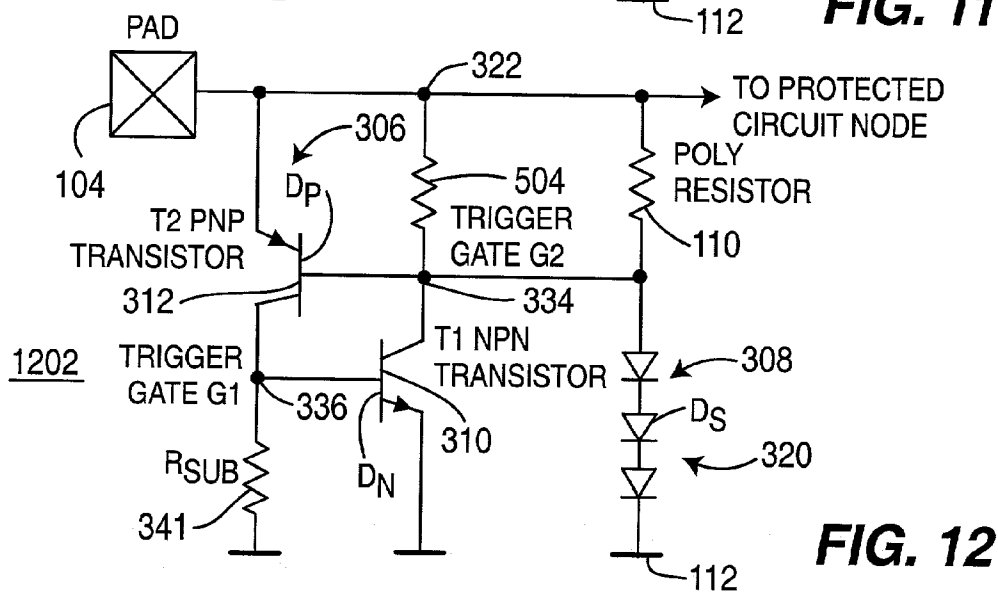 112
FIG. 11
PAD
322
TO PROTECTED
CIRCUIT NODE
306
104
DP
504
POLY
RESISTOR
T2 PNP
TRANSISTOR
TRIGGER
GATE G2
110
312
334
1202
TRIGGER
GATE G1
T1 NPN
TRANSISTOR
308
336
310
DS
RSUB
DN
320
341
FIG. 12
112